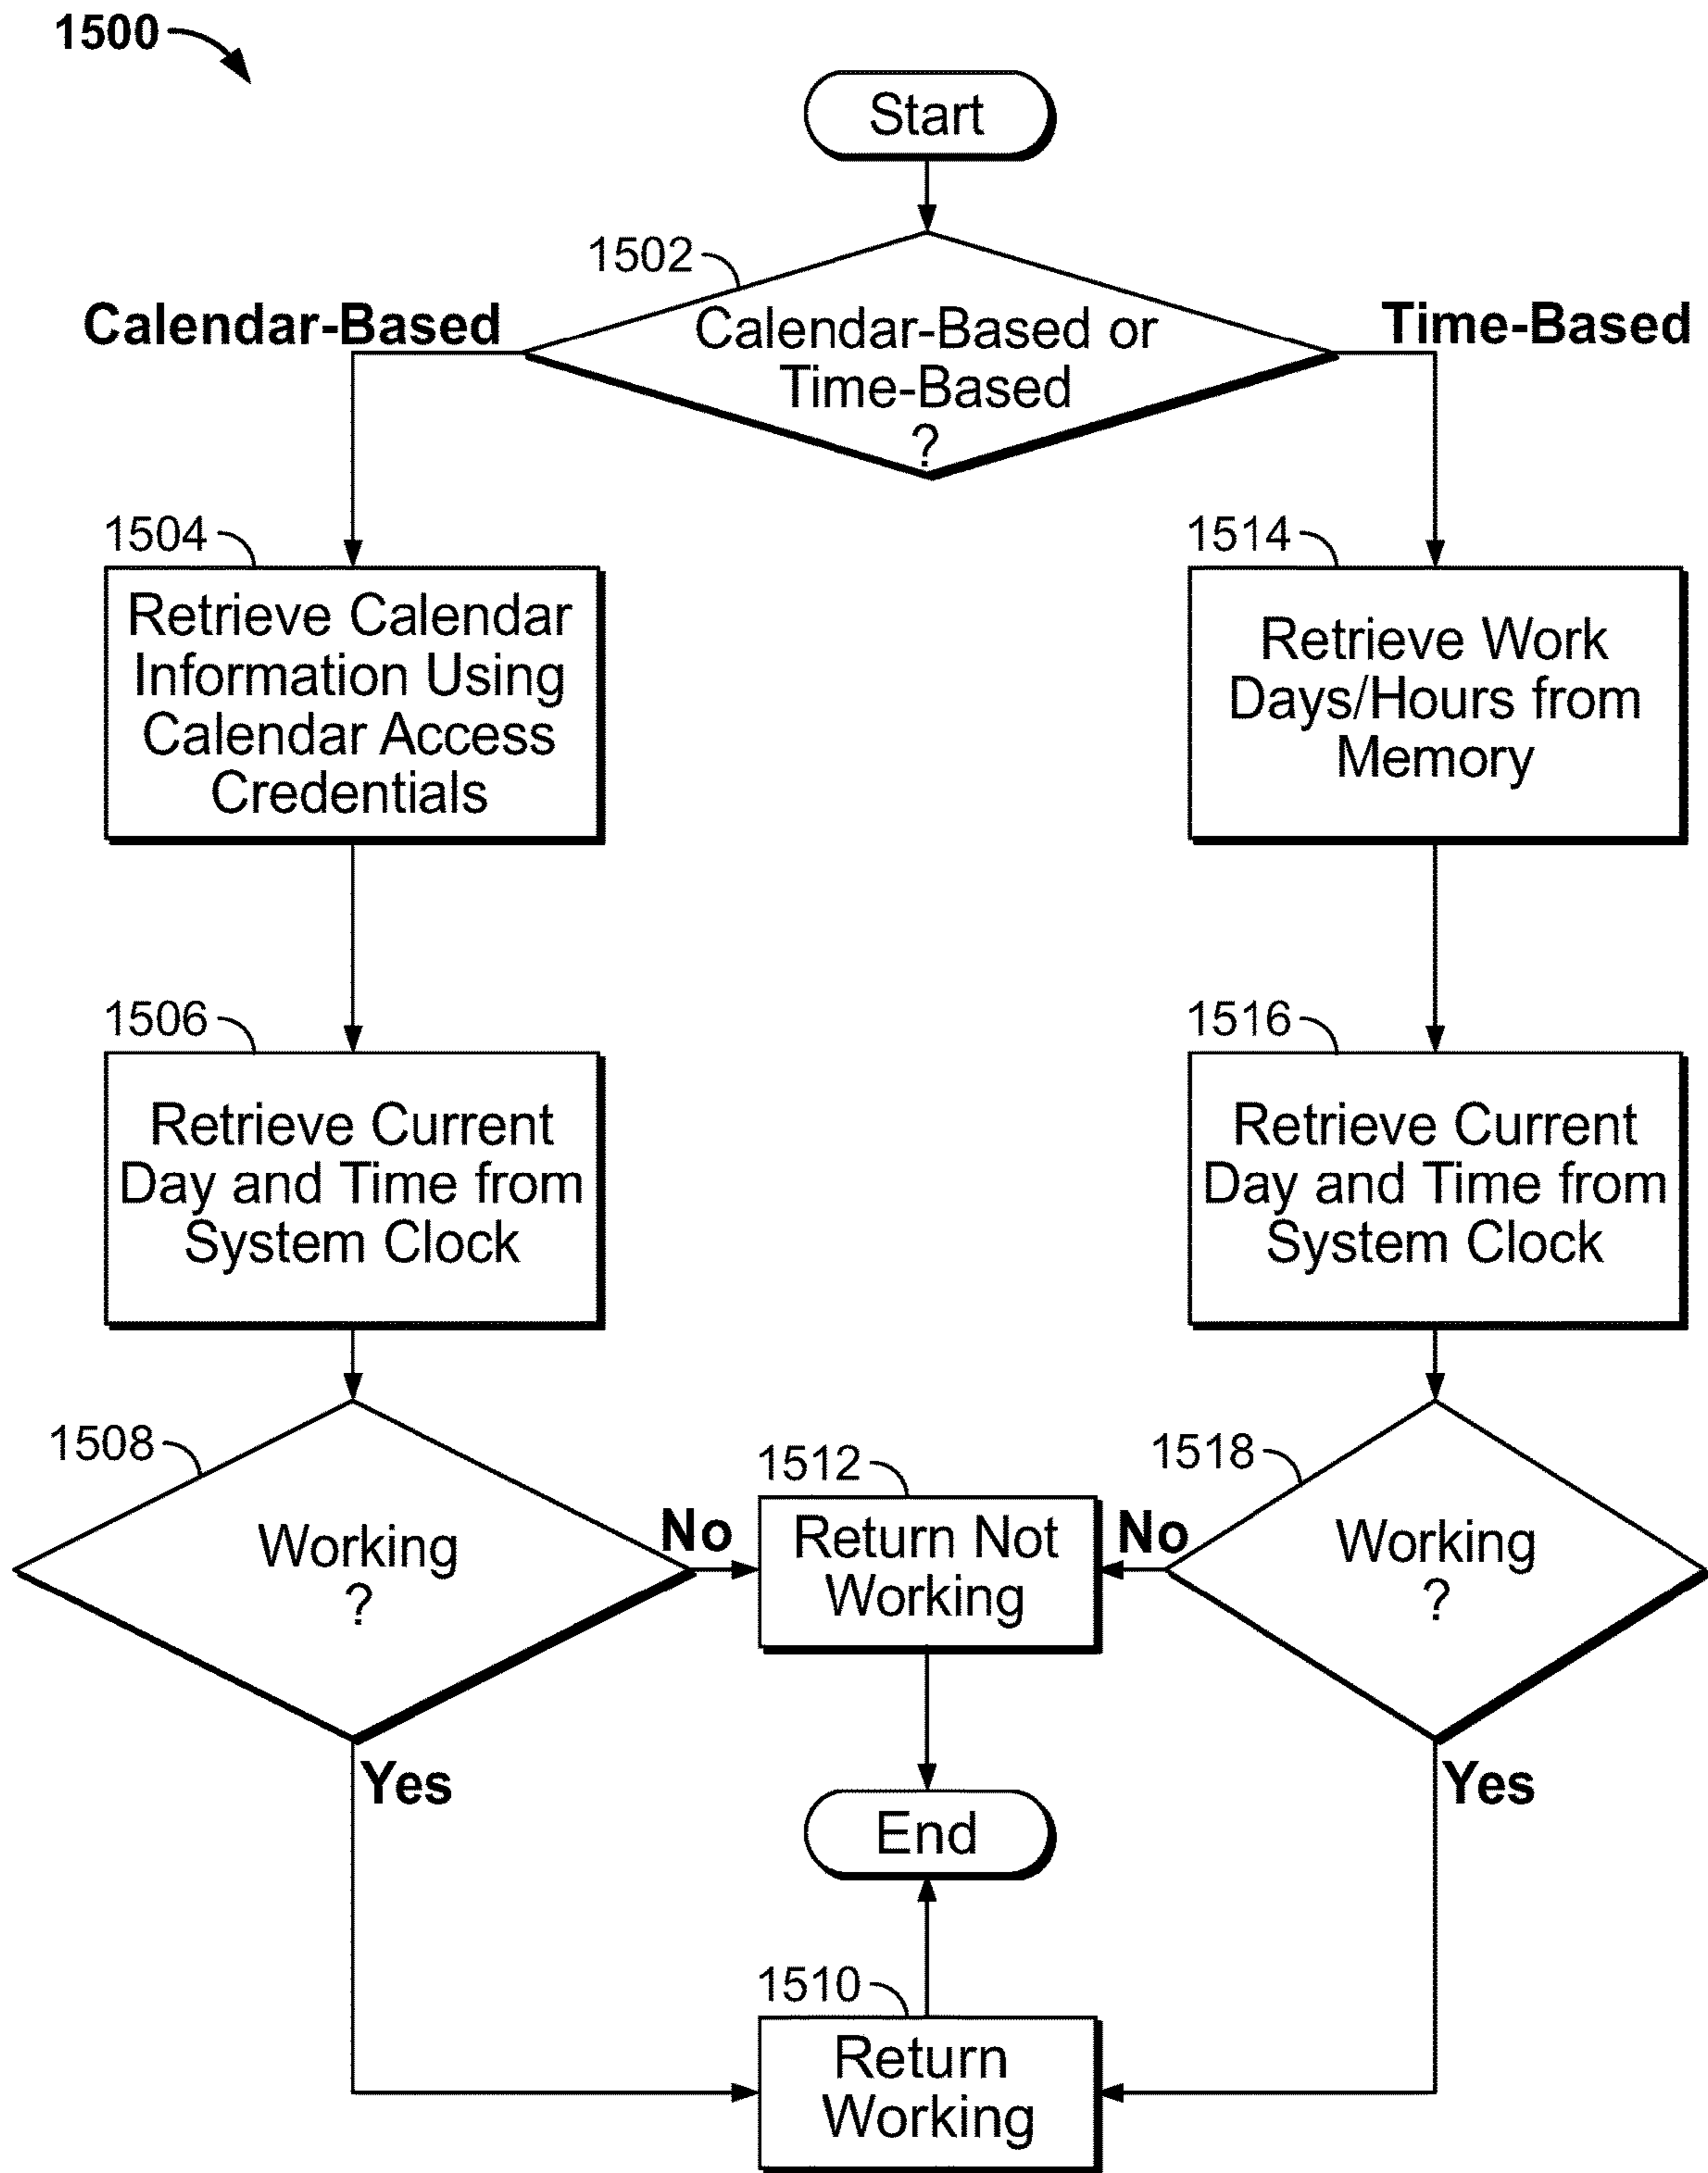 1500
Start
1502
Calendar-Based
Calendar-Based or
Time-Based
?
Time-Based
1504
Retrieve Calendar
Information Using
Calendar Access
Credentials
1514
Retrieve Work
Days/Hours from
Memory
1506
Retrieve Current
Day and Time from
System Clock
1516
Retrieve Current
Day and Time from
System Clock
1508
Working
?
No
Yes
1512
Return Not
Working
1518
Working
?
No
Yes
End
1510
Return
Working